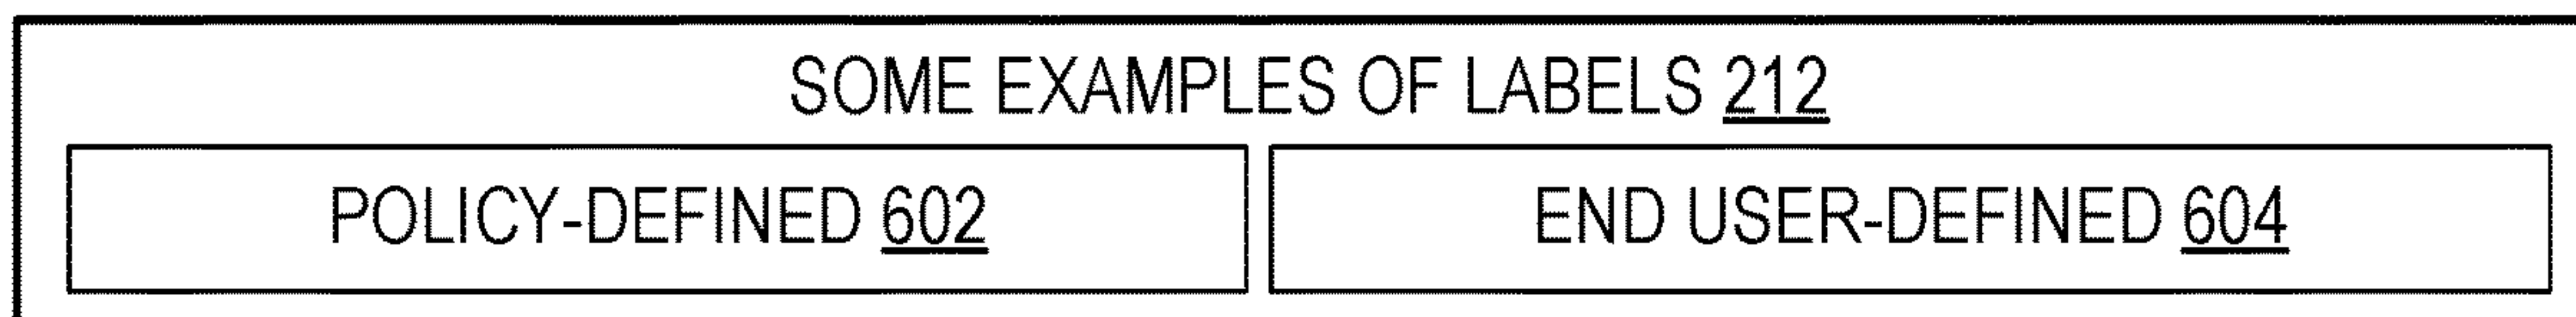 SOME EXAMPLES OF LABELS 212
POLICY-DEFINED 602
END USER-DEFINED 604